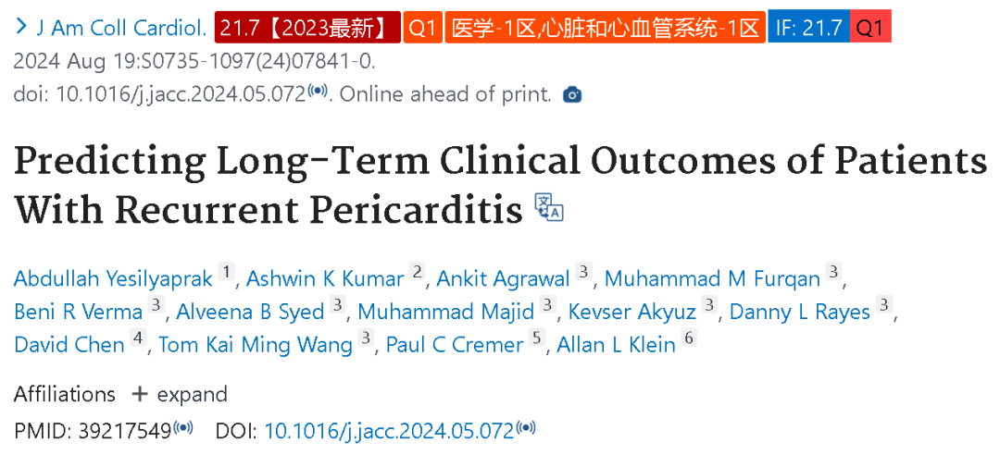 J Am Coll Cardiol. 21.7【2023最新】 Q1 医学-1区,心脏和心血管系统-1区 IF: 21.7 Q1
2024 Aug 19:S0735-1097(24)07841-0.
doi: 10.1016/j.jacc.2024.05.072. Online ahead of print.
Predicting Long-Term Clinical Outcomes of Patients
With Recurrent Pericarditis
Abdullah Yesilyaprak 1, Ashwin K Kumar 2, Ankit Agrawal 3, Muhammad M Furqan 3,
Beni R Verma 3, Alveena B Syed 3, Muhammad Majid 3, Kevser Akyuz 3, Danny L Rayes 3,
David Chen 4, Tom Kai Ming Wang 3, Paul C Cremer 5, Allan L Klein 6
Affiliations + expand
PMID: 39217549 DOI: 10.1016/j.jacc.2024.05.072